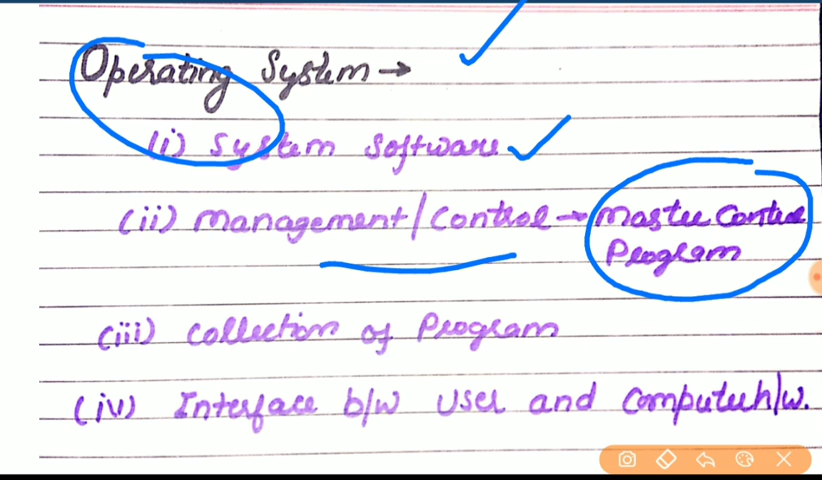 Operating System →
(i) System Software
(ii) Management/Control → Master Control
Program
(iii) Collection of Program
(iv) Interface b/w User and Computer h/w.